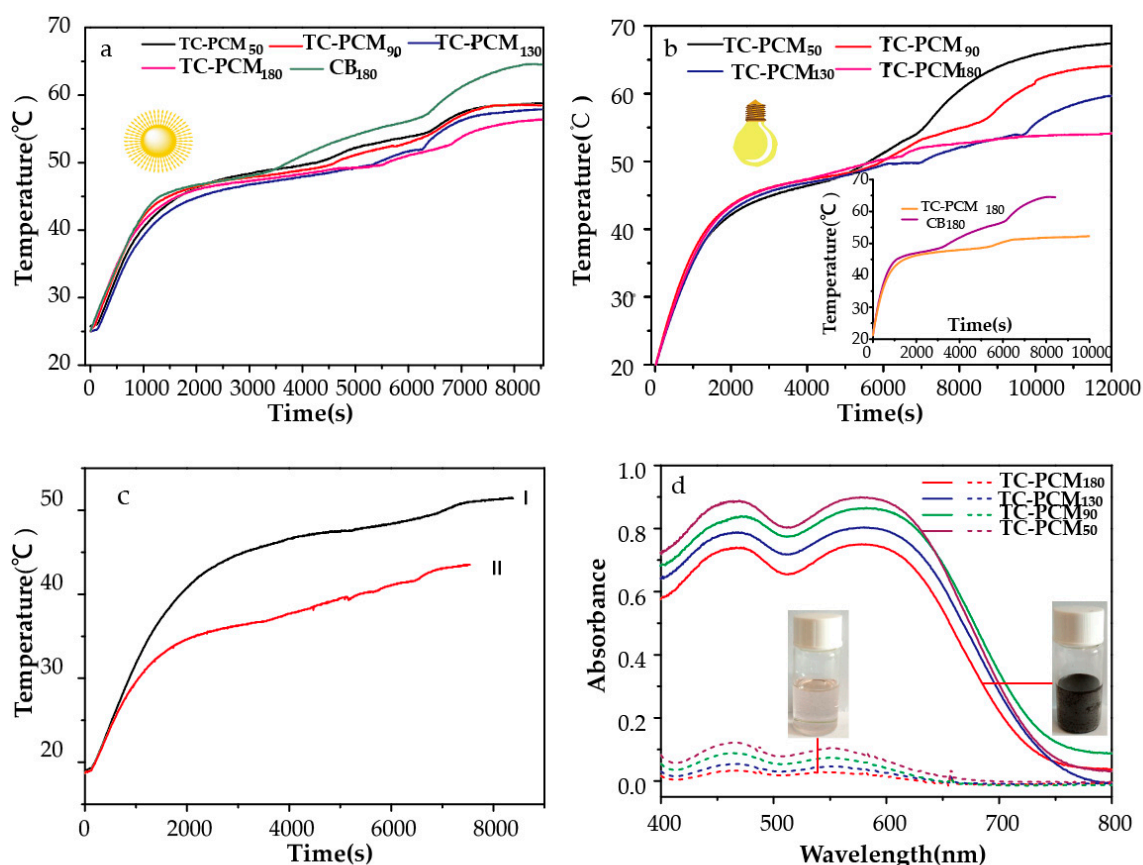 a
TC-PCM50 TC-PCM90 TC-PCM130
TC-PCM180 CB180
70
60
50
40
30
20
Temperature(℃)
0 1000 2000 3000 4000 5000 6000 7000 8000
Time(s)
b
TC-PCM50 TC-PCM90
TC-PCM130 TC-PCM180
70
60
50
40
30
20
Temperature(℃)
0 2000 4000 6000 8000 10000 12000
Time(s)
TC-PCM 180
CB180
70
60
50
40
30
20
Temperature(℃)
Time(s)
0 2000 4000 6000 8000 10000
c
I
II
50
40
30
20
Temperature(℃)
0 2000 4000 6000 8000
Time(s)
d
TC-PCM180
TC-PCM130
TC-PCM90
TC-PCM50
1.0
0.8
0.6
0.4
0.2
0.0
Absorbance
400 500 600 700 800
Wavelength(nm)